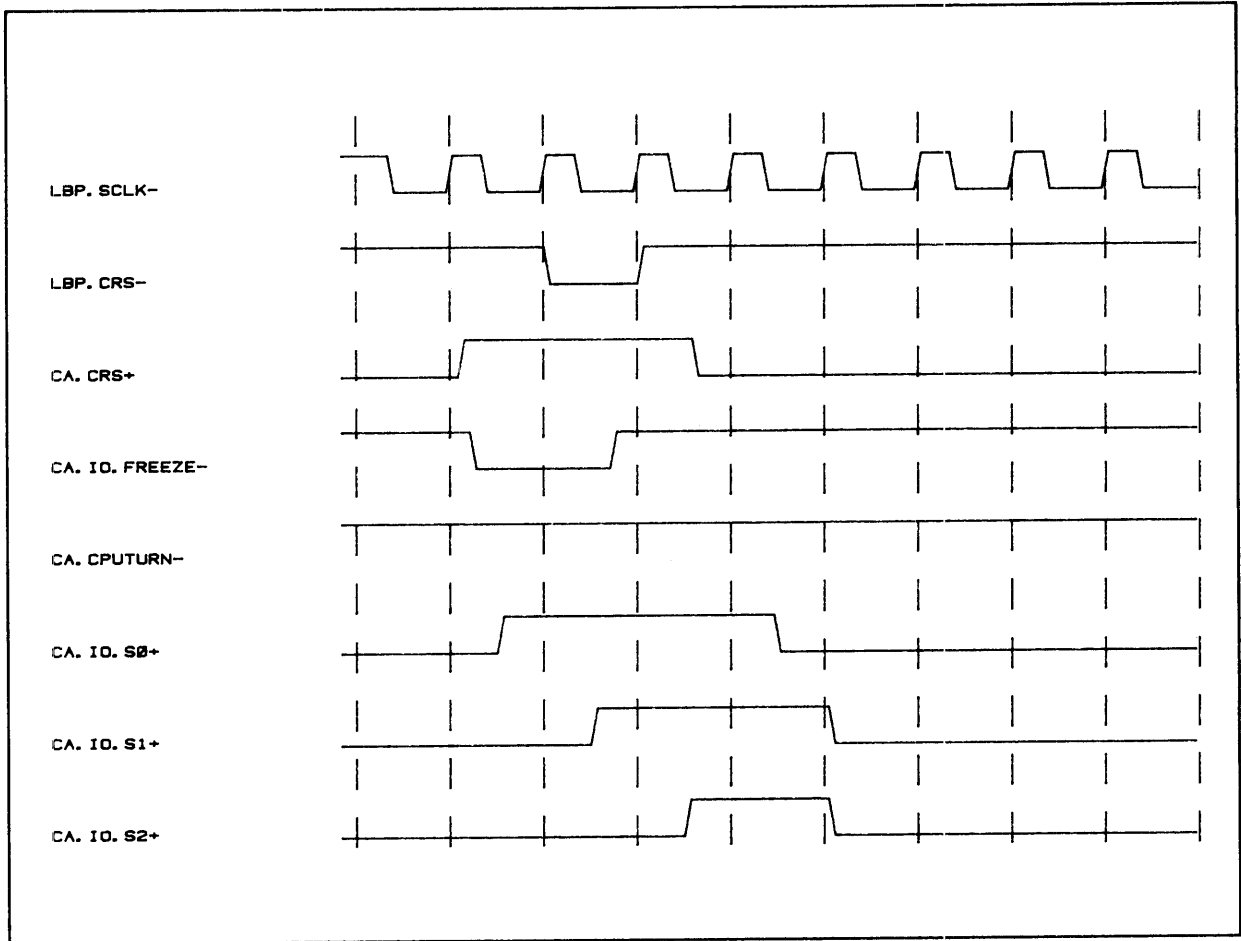 LBP. SCLK-
LBP. CRS-
CA. CRS+
CA. IO. FREEZE-
CA. CPUTURN-
CA. IO. SØ+
CA. IO. S1+
CA. IO. S2+